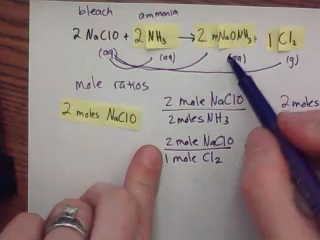 bleach ammonia
2 NaClO + 2 NH₃ → 2 NaONH₃ + 1 Cl₂
(aq) (aq) (aq) (g)
mole ratios
2 moles NaClO
2 mole NaClO
2 moles NH₃
2 moles
2 mole NaClO
1 mole Cl₂